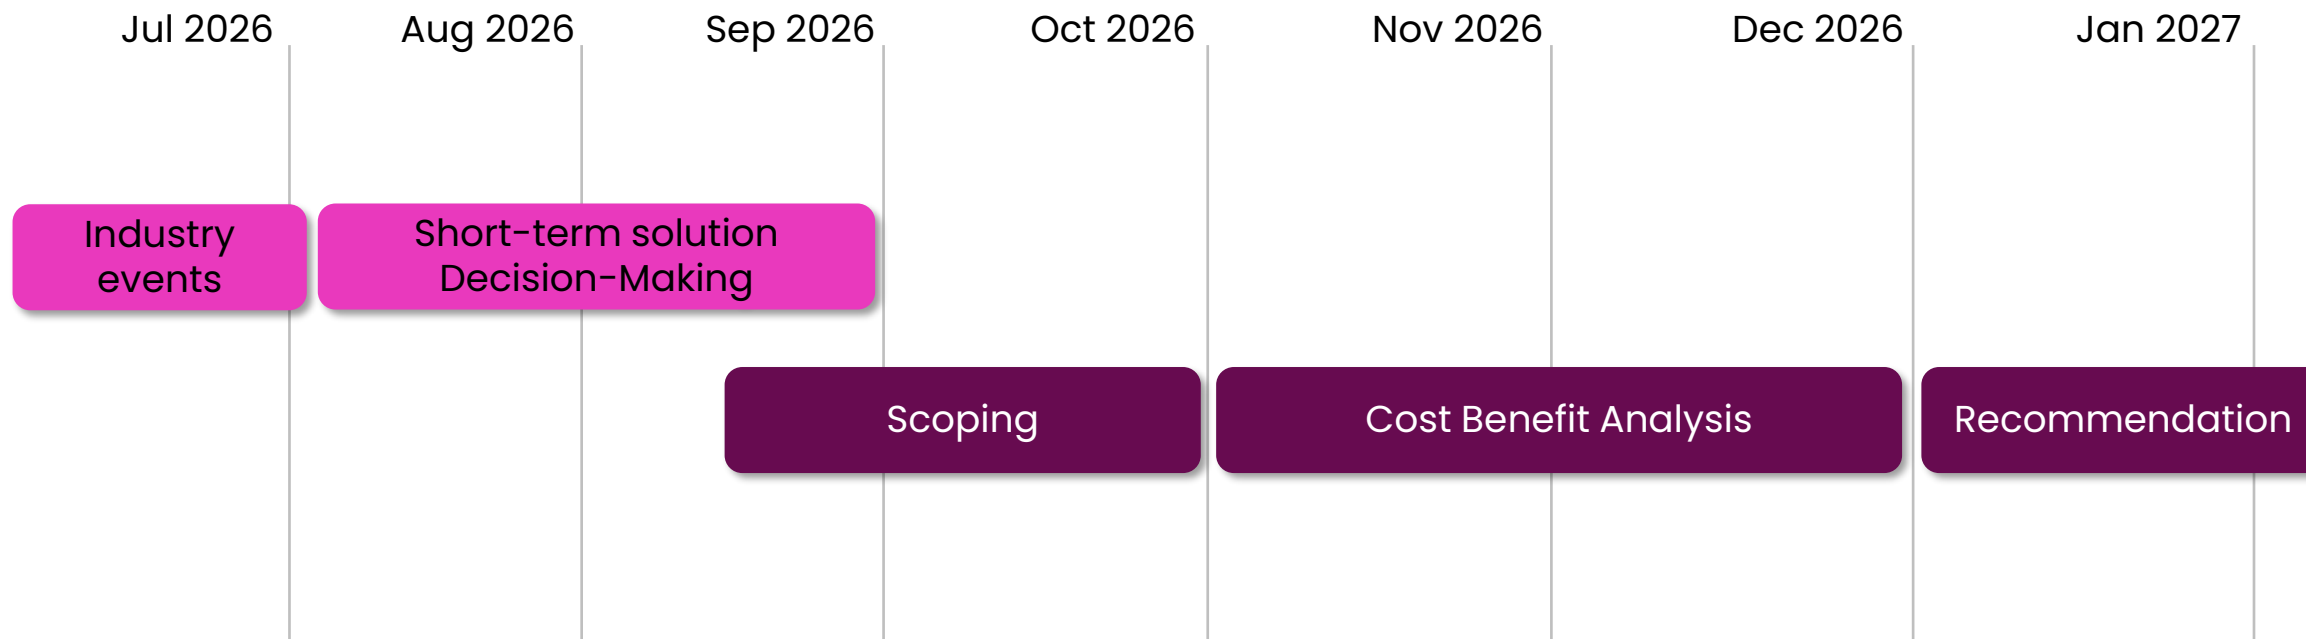 Jul 2026
Aug 2026
Sep 2026
Oct 2026
Nov 2026
Dec 2026
Jan 2027
Industry
events
Short-term solution
Decision-Making
Scoping
Cost Benefit Analysis
Recommendation